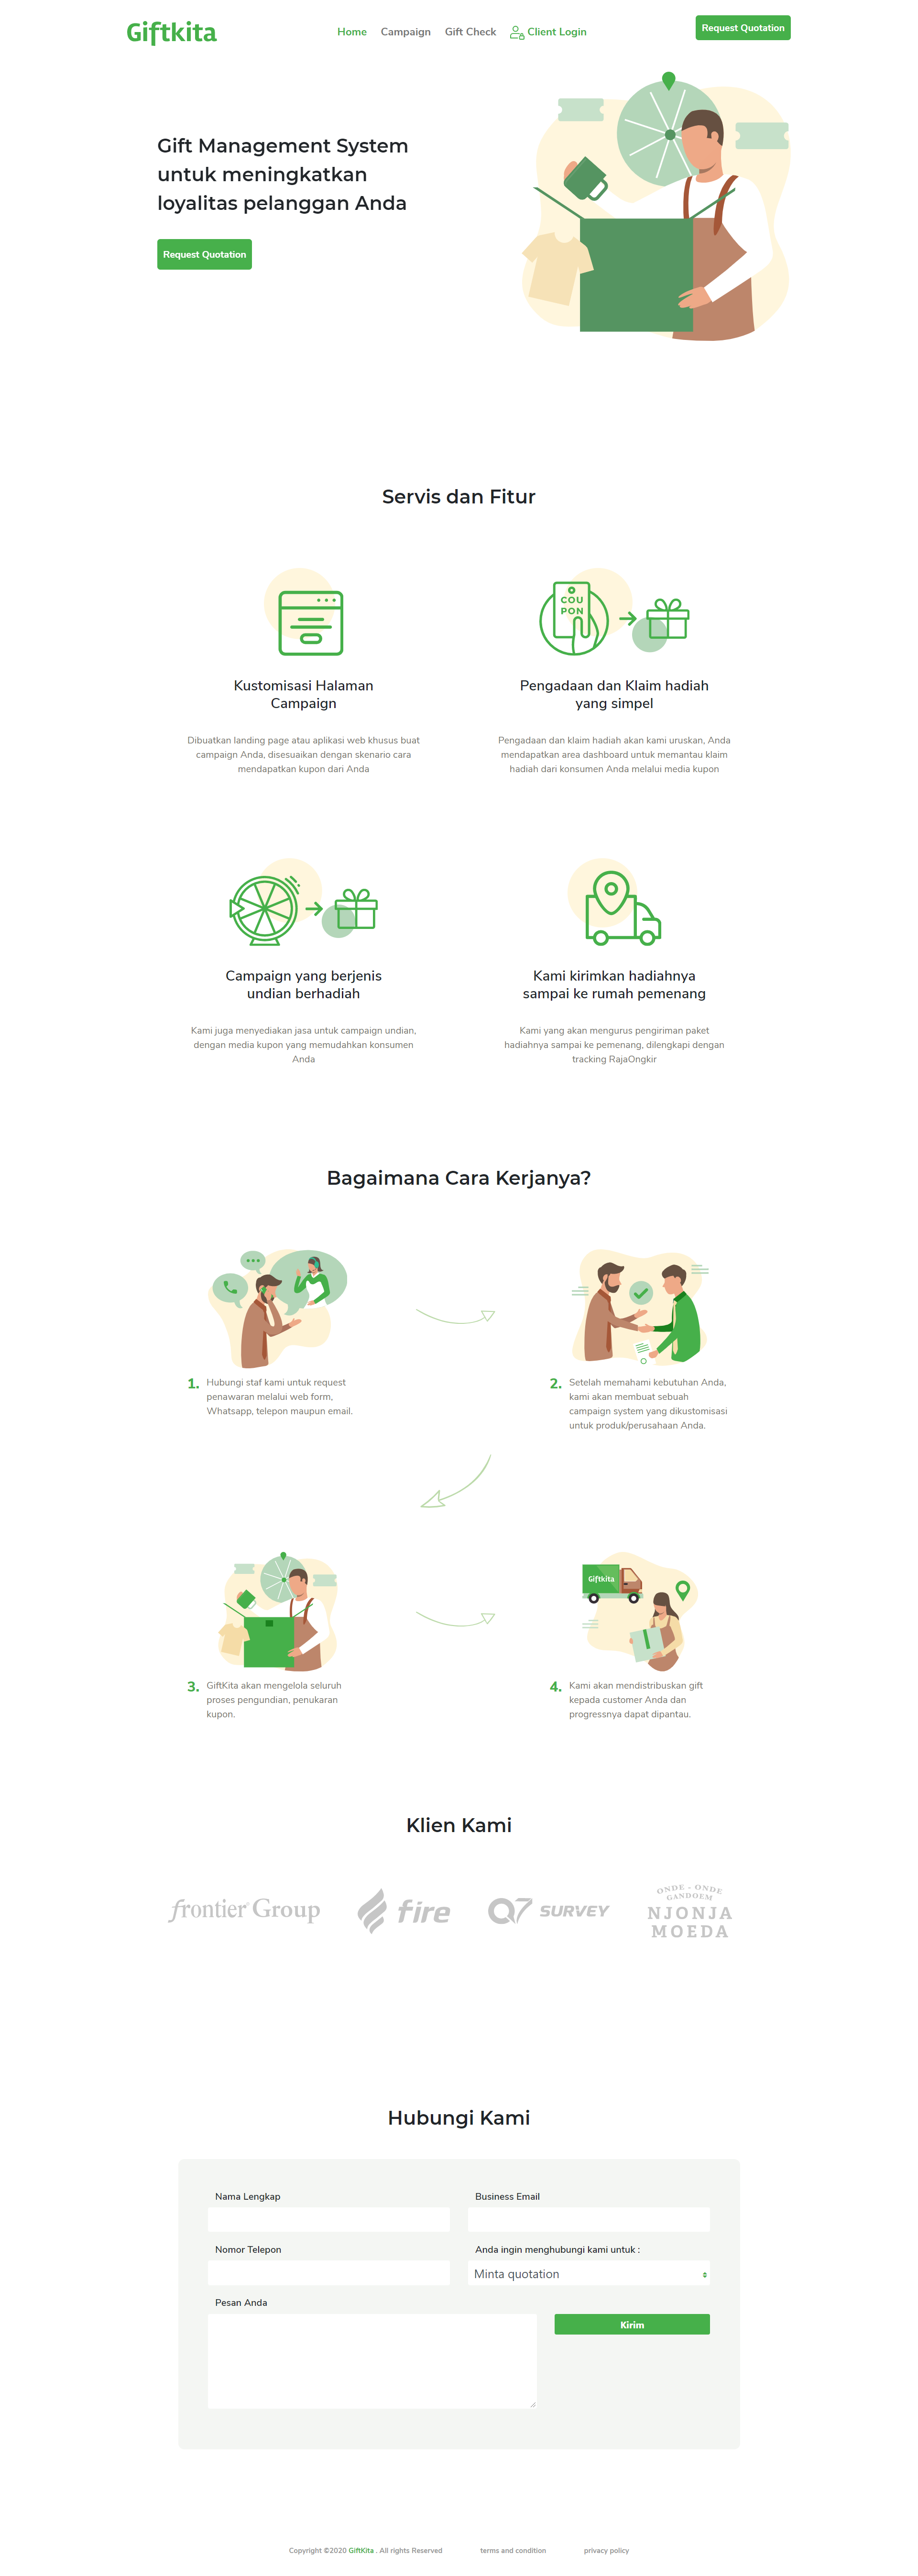 Giftkita
Home
Campaign
Gift Check
Client Login
Request Quotation
Gift Management System
untuk meningkatkan
loyalitas pelanggan Anda
Request Quotation
Servis dan Fitur
COU
PON
Kustomisasi Halaman
Campaign
Dibuatkan landing page atau aplikasi web khusus buat
campaign Anda, disesuaikan dengan skenario cara
mendapatkan kupon dari Anda
Pengadaan dan Klaim hadiah
yang simpel
Pengadaan dan klaim hadiah akan kami uruskan, Anda
mendapatkan area dashboard untuk memantau klaim
hadiah dari konsumen Anda melalui media kupon
Campaign yang berjenis
undian berhadiah
Kami juga menyediakan jasa untuk campaign undian,
dengan media kupon yang memudahkan konsumen
Anda
Kami kirimkan hadiahnya
sampai ke rumah pemenang
Kami yang akan mengurus pengiriman paket
hadiahnya sampai ke pemenang, dilengkapi dengan
tracking RajaOngkir
Bagaimana Cara Kerjanya?
1. Hubungi staf kami untuk request
penawaran melalui web form,
Whatsapp, telepon maupun email.
2. Setelah memahami kebutuhan Anda,
kami akan membuat sebuah
campaign system yang dikustomisasi
untuk produk/perusahaan Anda.
3. GiftKita akan mengelola seluruh
proses pengundian, penukaran
kupon.
Giftkita
4. Kami akan mendistribuskan gift
kepada customer Anda dan
progressnya dapat dipantau.
Klien Kami
frontier Group
fire
Q7 SURVEY
ONDE - ONDE
GANDOEM
NJONJA
MOEDA
Hubungi Kami
Nama Lengkap
Business Email
Nomor Telepon
Anda ingin menghubungi kami untuk :
Minta quotation
Pesan Anda
Kirim
Copyright ©2020 GiftKita . All rights Reserved
terms and condition
privacy policy